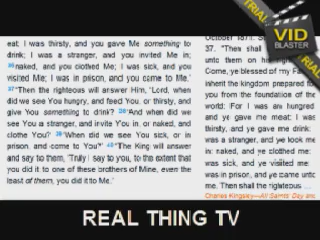 eat; I was thirsty, and you gave Me something to
drink; I was a stranger, and you invited Me in;
36naked, and you clothed Me; I was sick, and you
visited Me; I was in prison, and you came to Me.'
37"Then the righteous will answer Him, 'Lord, when
did we see You hungry, and feed You, or thirsty, and
give You something to drink? 38'And when did we
see You a stranger, and invite You in, or naked, and
clothe You? 39'When did we see You sick, or in
prison, and come to You?' 40"The King will answer
and say to them, 'Truly I say to you, to the extent that
you did it to one of these brothers of Mine, even the
least of them, you did it to Me.'
October 1871. S
37. "Then shall
unto them on his right
Come, ye blessed of my Fa
inherit the kingdom prepared
you from the foundation of the
world: For I was an hungred
and ye gave me meat: I was
thirsty, and ye gave me drink:
was a stranger, and ye took me
in: naked, and ye clothed me:
was sick, and ye visited me
was in prison, and ye came unto
me. Then shall the righteous ...
Charles Kingsley—All Saints' Day and
TRIAL
VID
BLASTER
TRIAL
REAL THING TV